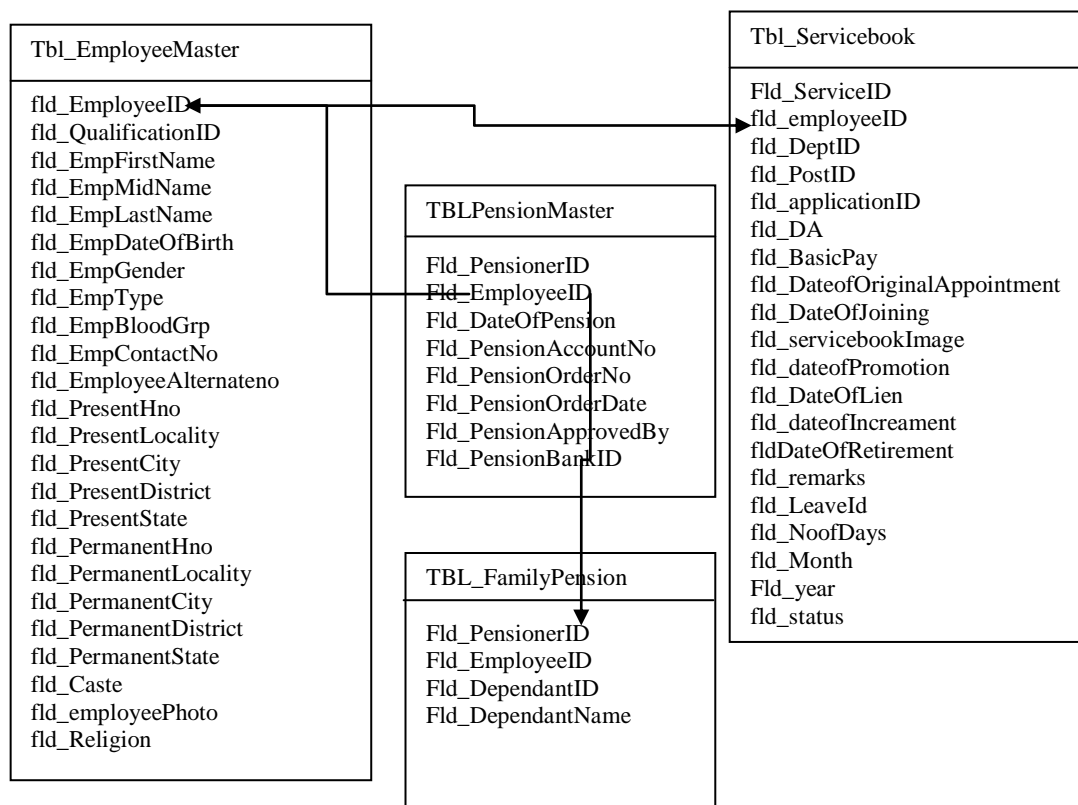 Tbl_EmployeeMaster
fld_EmployeeID
fld_QualificationID
fld_EmpFirstName
fld_EmpMidName
fld_EmpLastName
fld_EmpDateOfBirth
fld_EmpGender
fld_EmpType
fld_EmpBloodGrp
fld_EmpContactNo
fld_EmployeeAlternateno
fld_PresentHno
fld_PresentLocality
fld_PresentCity
fld_PresentDistrict
fld_PresentState
fld_PermanentHno
fld_PermanentLocality
fld_PermanentCity
fld_PermanentDistrict
fld_PermanentState
fld_Caste
fld_employeePhoto
fld_Religion
TBLPensionMaster
Fld_PensionerID
Fld_EmployeeID
Fld_DateOfPension
Fld_PensionAccountNo
Fld_PensionOrderNo
Fld_PensionOrderDate
Fld_PensionApprovedBy
Fld_PensionBankID
TBL_FamilyPension
Fld_PensionerID
Fld_EmployeeID
Fld_DependantID
Fld_DependantName
Tbl_Servicebook
Fld_ServiceID
fld_employeeID
fld_DeptID
fld_PostID
fld_applicationID
fld_DA
fld_BasicPay
fld_DateofOriginalAppointment
fld_DateOfJoining
fld_servicebookImage
fld_dateofPromotion
fld_DateOfLien
fld_dateofIncreament
fldDateOfRetirement
fld_remarks
fld_LeaveId
fld_NoofDays
fld_Month
Fld_year
fld_status